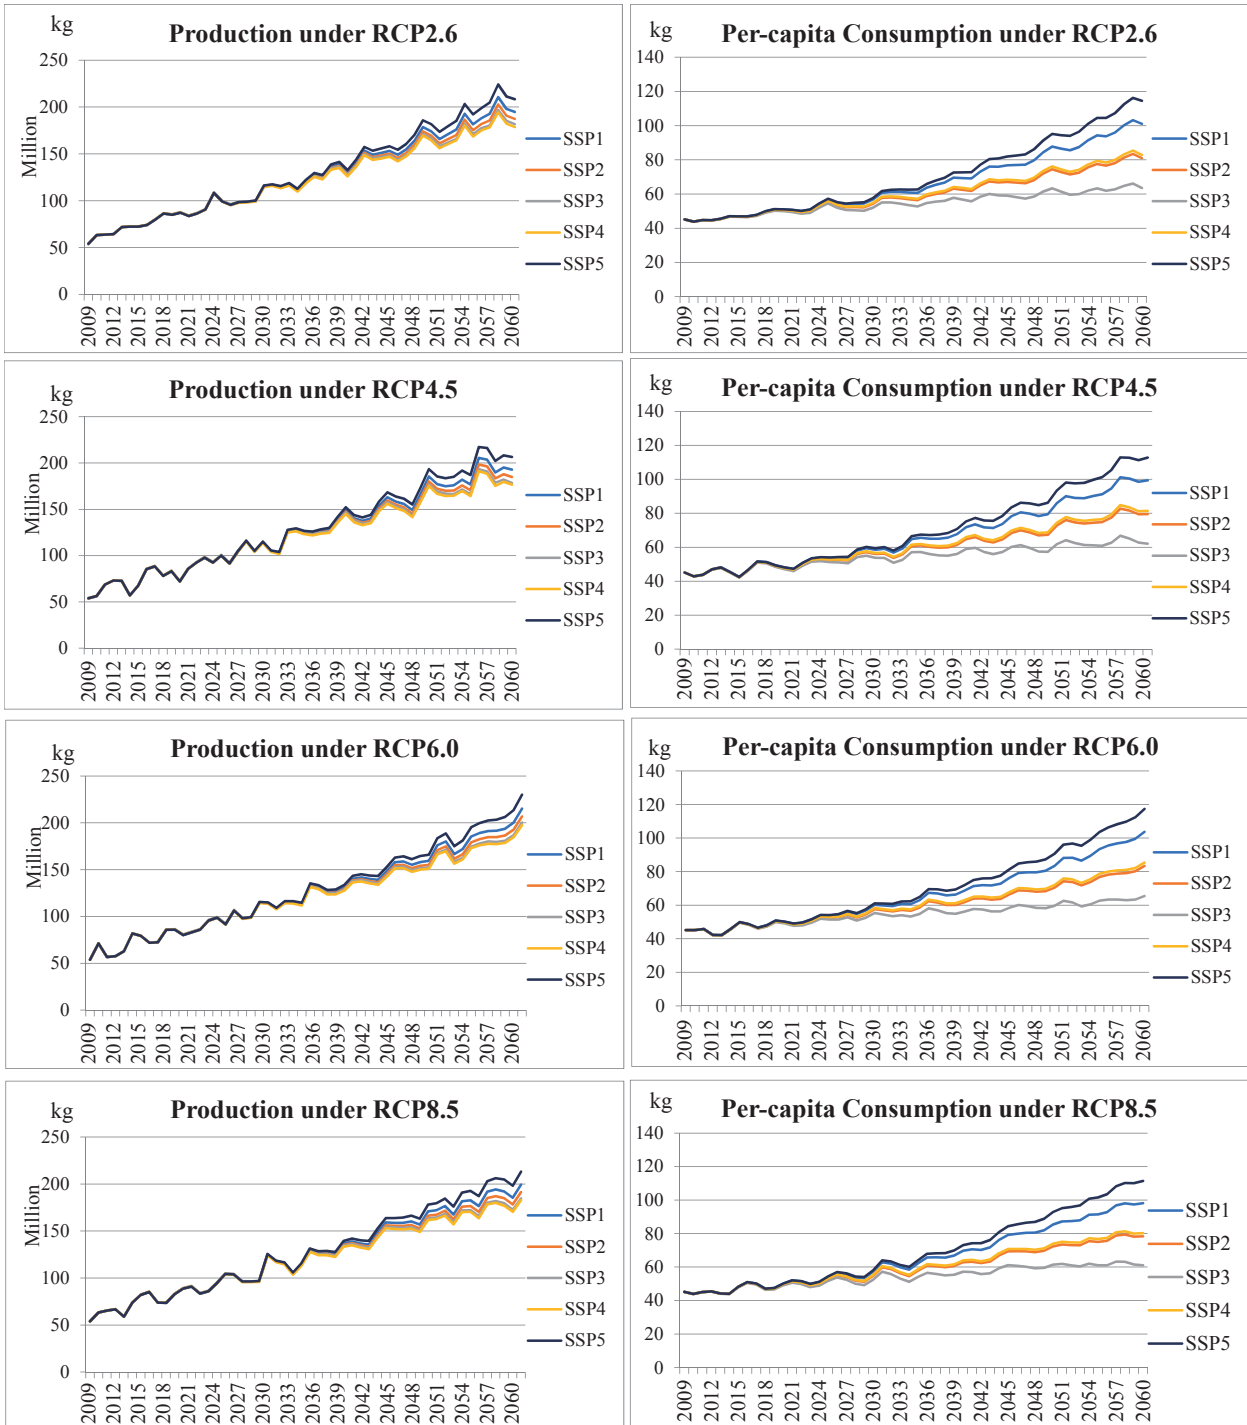 kg
Production under RCP2.6
Million
250
200
150
100
50
0
2009 2012 2015 2018 2021 2024 2027 2030 2033 2036 2039 2042 2045 2048 2051 2054 2057 2060
SSP1
SSP2
SSP3
SSP4
SSP5
kg
Per-capita Consumption under RCP2.6
140
120
100
80
60
40
20
0
2009 2012 2015 2018 2021 2024 2027 2030 2033 2036 2039 2042 2045 2048 2051 2054 2057 2060
SSP1
SSP2
SSP3
SSP4
SSP5
kg
Production under RCP4.5
Million
250
200
150
100
50
0
2009 2012 2015 2018 2021 2024 2027 2030 2033 2036 2039 2042 2045 2048 2051 2054 2057 2060
SSP1
SSP2
SSP3
SSP4
SSP5
kg
Per-capita Consumption under RCP4.5
140
120
100
80
60
40
20
0
2009 2012 2015 2018 2021 2024 2027 2030 2033 2036 2039 2042 2045 2048 2051 2054 2057 2060
SSP1
SSP2
SSP3
SSP4
SSP5
kg
Production under RCP6.0
Million
250
200
150
100
50
0
2009 2012 2015 2018 2021 2024 2027 2030 2033 2036 2039 2042 2045 2048 2051 2054 2057 2060
SSP1
SSP2
SSP3
SSP4
SSP5
kg
Per-capita Consumption under RCP6.0
140
120
100
80
60
40
20
0
2009 2012 2015 2018 2021 2024 2027 2030 2033 2036 2039 2042 2045 2048 2051 2054 2057 2060
SSP1
SSP2
SSP3
SSP4
SSP5
kg
Production under RCP8.5
Million
250
200
150
100
50
0
2009 2012 2015 2018 2021 2024 2027 2030 2033 2036 2039 2042 2045 2048 2051 2054 2057 2060
SSP1
SSP2
SSP3
SSP4
SSP5
kg
Per-capita Consumption under RCP8.5
140
120
100
80
60
40
20
0
2009 2012 2015 2018 2021 2024 2027 2030 2033 2036 2039 2042 2045 2048 2051 2054 2057 2060
SSP1
SSP2
SSP3
SSP4
SSP5